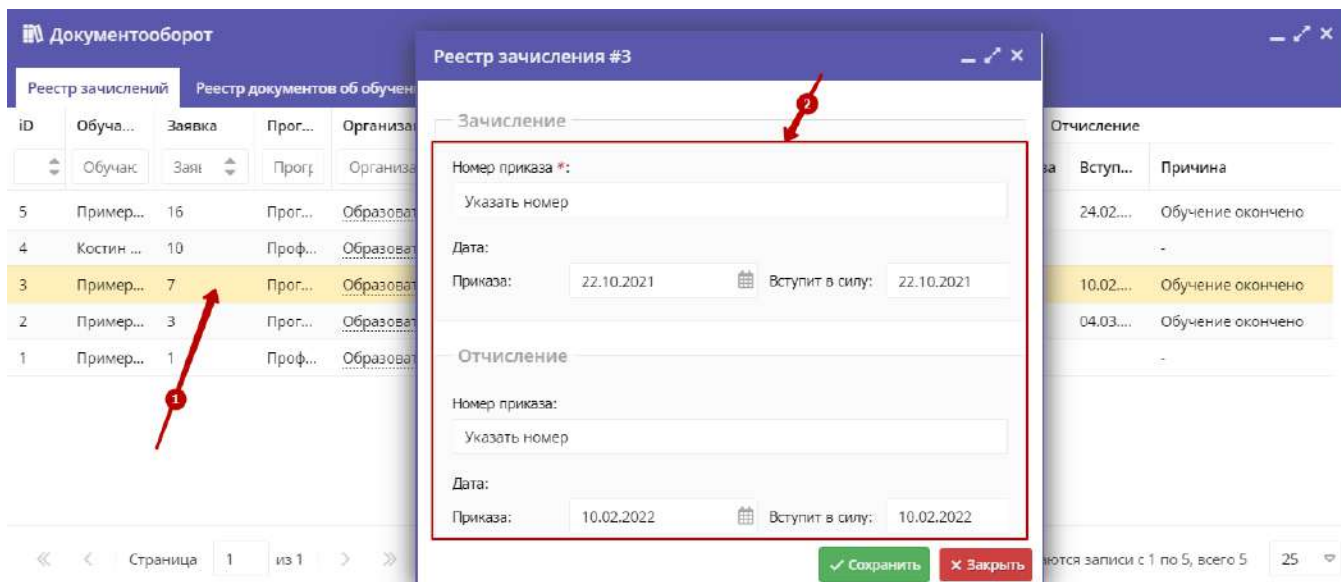 Документооборот
Реестр зачислений Реестр документов об обучен
iD Обуча... Заявка Прог... Организа
Обучак Заяв Прогр Организа
5 Пример... 16 Прог... Образоват
4 Костин ... 10 Проф... Образоват
3 Пример... 7 Прог... Образоват
2 Пример... 3 Прог... Образоват
1 Пример... 1 Проф... Образоват
1
Страница 1 из 1
Реестр зачисления #3
2
Зачисление
Номер приказа *:
Указать номер
Дата:
Приказа: 22.10.2021 Вступит в силу: 22.10.2021
Отчисление
Номер приказа:
Указать номер
Дата:
Приказа: 10.02.2022 Вступит в силу: 10.02.2022
Сохранить Закрыть
Отчисление
за Вступ... Причина
24.02.... Обучение окончено
-
10.02.... Обучение окончено
04.03.... Обучение окончено
-
ются записи с 1 по 5, всего 5 25